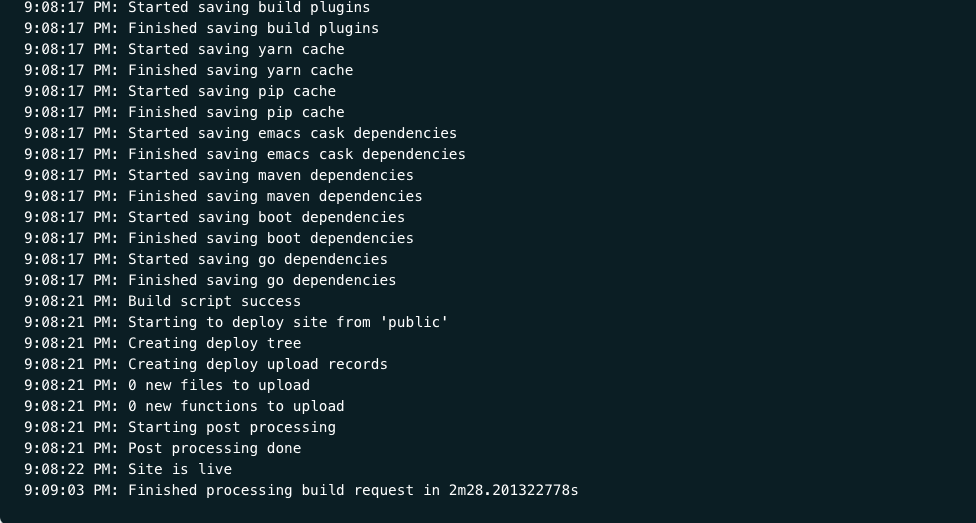 9:08:17 PM: Started saving build plugins
9:08:17 PM: Finished saving build plugins
9:08:17 PM: Started saving yarn cache
9:08:17 PM: Finished saving yarn cache
9:08:17 PM: Started saving pip cache
9:08:17 PM: Finished saving pip cache
9:08:17 PM: Started saving emacs cask dependencies
9:08:17 PM: Finished saving emacs cask dependencies
9:08:17 PM: Started saving maven dependencies
9:08:17 PM: Finished saving maven dependencies
9:08:17 PM: Started saving boot dependencies
9:08:17 PM: Finished saving boot dependencies
9:08:17 PM: Started saving go dependencies
9:08:17 PM: Finished saving go dependencies
9:08:21 PM: Build script success
9:08:21 PM: Starting to deploy site from 'public'
9:08:21 PM: Creating deploy tree
9:08:21 PM: Creating deploy upload records
9:08:21 PM: 0 new files to upload
9:08:21 PM: 0 new functions to upload
9:08:21 PM: Starting post processing
9:08:21 PM: Post processing done
9:08:22 PM: Site is live
9:09:03 PM: Finished processing build request in 2m28.201322778s